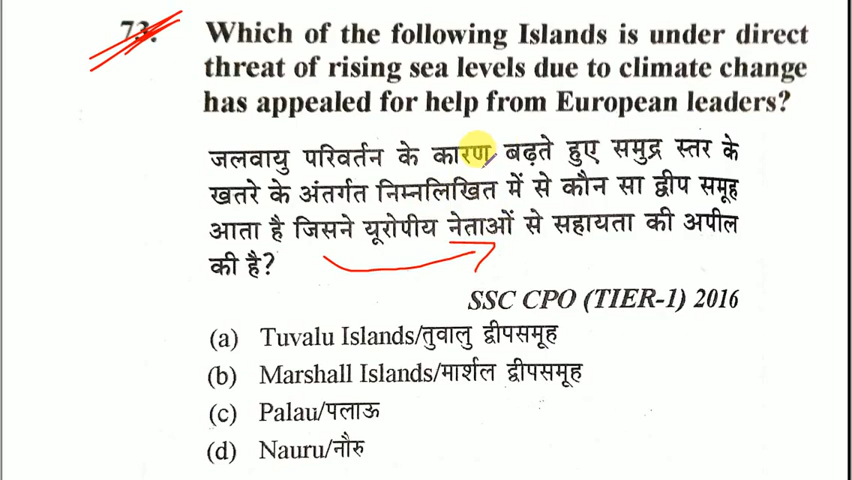 73. Which of the following Islands is under direct
threat of rising sea levels due to climate change
has appealed for help from European leaders?
जलवायु परिवर्तन के कारण बढ़ते हुए समुद्र स्तर के
खतरे के अंतर्गत निम्नलिखित में से कौन सा द्वीप समूह
आता है जिसने यूरोपीय नेताओं से सहायता की अपील
की है?
SSC CPO (TIER-1) 2016
(a) Tuvalu Islands/तुवालु द्वीपसमूह
(b) Marshall Islands/मार्शल द्वीपसमूह
(c) Palau/पलाऊ
(d) Nauru/नौरु